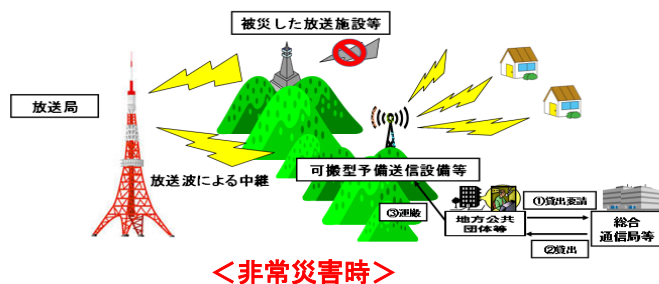 被災した放送施設等
放送局
放送波による中継
可搬型予備送信設備等
①貸出要請
③運搬
地方公共
団体等
総合
通信局等
②貸出
＜非常災害時＞